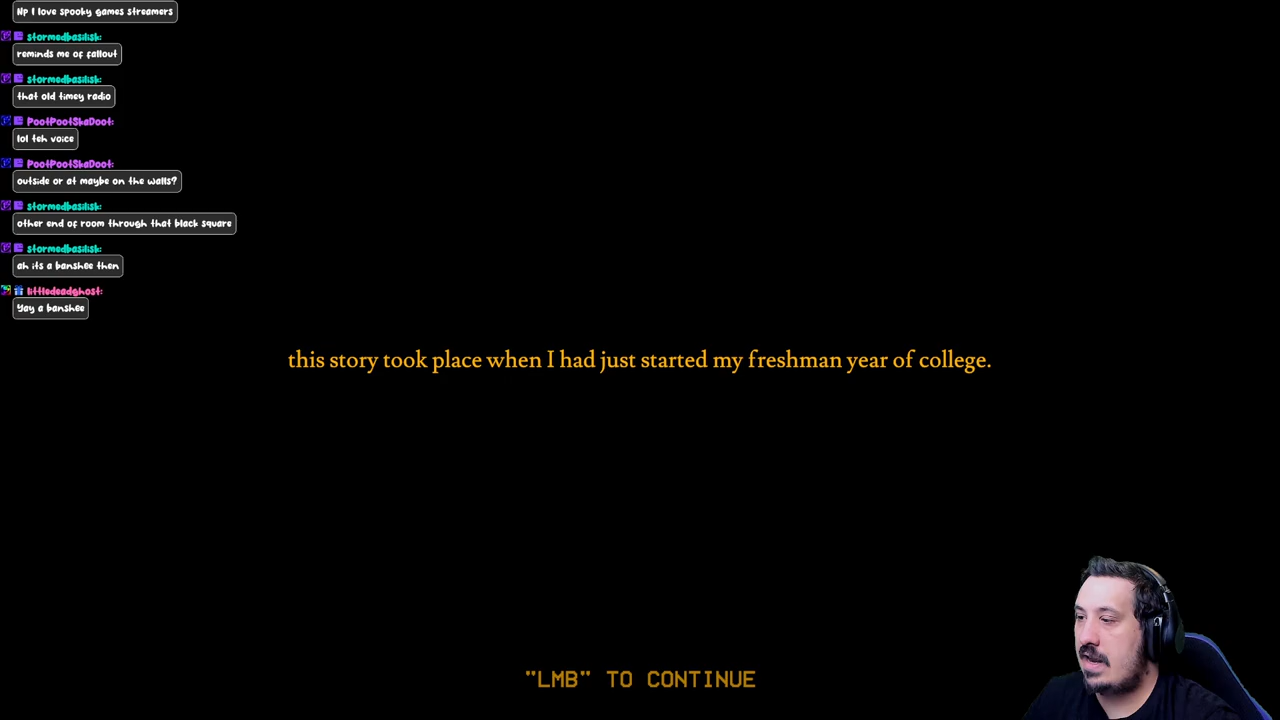 Np I love spooky games streamers
stormedbasilisk:
reminds me of fallout
stormedbasilisk:
that old timey radio
PootPootSkaDoot:
lol teh voice
PootPootSkaDoot:
outside or at maybe on the walls?
stormedbasilisk:
other end of room through that black square
stormedbasilisk:
ah its a banshee then
littledeadghost:
Yay a banshee
this story took place when I had just started my freshman year of college.
"LMB" TO CONTINUE